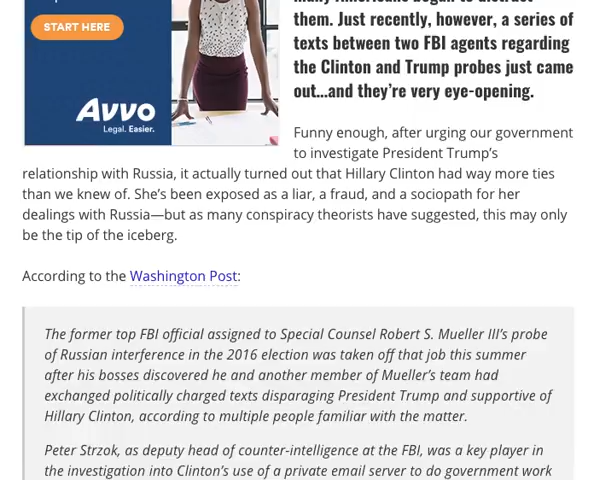 START HERE
Avvo
Legal. Easier.
them. Just recently, however, a series of
texts between two FBI agents regarding
the Clinton and Trump probes just came
out...and they're very eye-opening.
Funny enough, after urging our government
to investigate President Trump's
relationship with Russia, it actually turned out that Hillary Clinton had way more ties
than we knew of. She's been exposed as a liar, a fraud, and a sociopath for her
dealings with Russia—but as many conspiracy theorists have suggested, this may only
be the tip of the iceberg.
According to the Washington Post:
The former top FBI official assigned to Special Counsel Robert S. Mueller III's probe
of Russian interference in the 2016 election was taken off that job this summer
after his bosses discovered he and another member of Mueller's team had
exchanged politically charged texts disparaging President Trump and supportive of
Hillary Clinton, according to multiple people familiar with the matter.
Peter Strzok, as deputy head of counter-intelligence at the FBI, was a key player in
the investigation into Clinton's use of a private email server to do government work